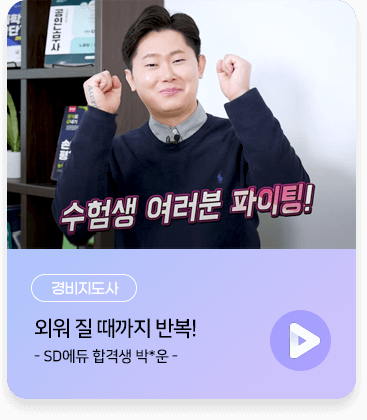 공인노무사
수험생 여러분 파이팅!
경비지도사
외워 질 때까지 반복!
- SD에듀 합격생 박*운 -